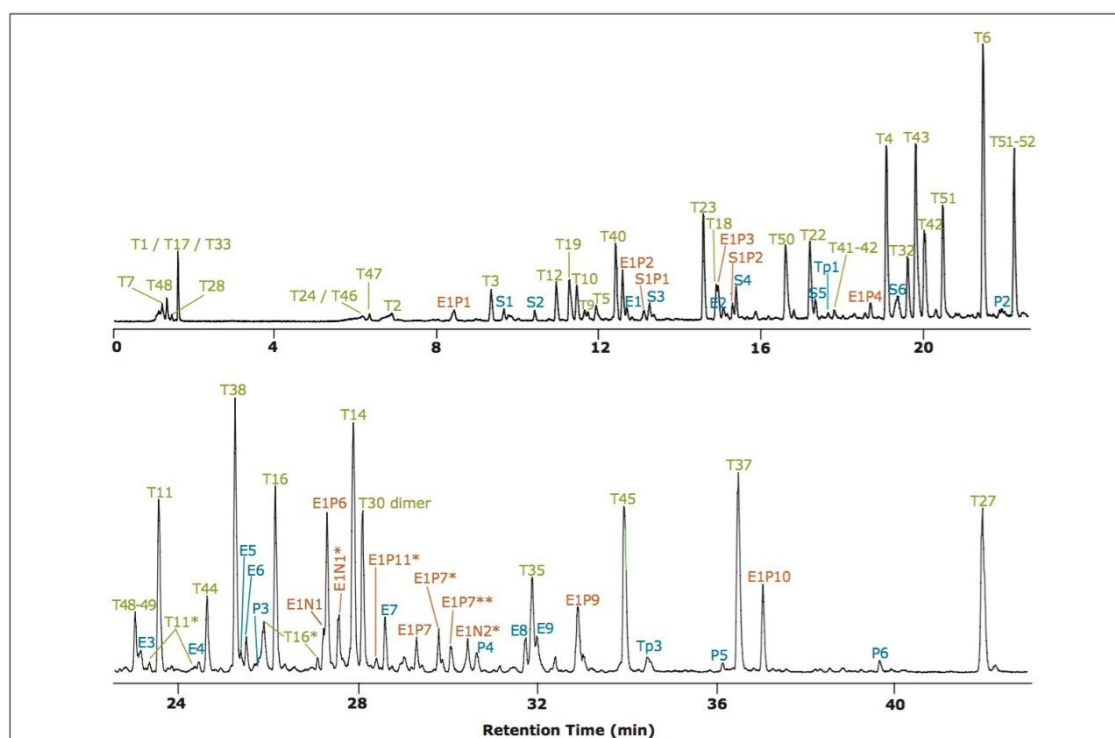 T6
T4
T43
T51-52
T23
T51
T18
E1P3
T1 / T17 / T33
T19
T40
S1P2
T50
T22
T41-42
T42
T7
T48
T28
T24 / T46
T47
T2
E1P1
T3
S1
S2
T12
T10
T9
T5
E1P2
E1
S1P1
S3
E2
S4
Tp1
S5
E1P4
T32
S6
P2
0 4 8 12 16 20
T38
T14
T11
T16
E1P6
T30 dimer
T45
T37
T27
E1N1*
E1P11*
E5
E6
T44
P3
E1P7*
T35
E1P10
T48-49
T11*
E1N1
E1P7**
E1P9
E3
E4
T16*
E7
E1P7
E1N2*
P4
E8
E9
Tp3
P5
P6
24 28 32 36 40
Retention Time (min)